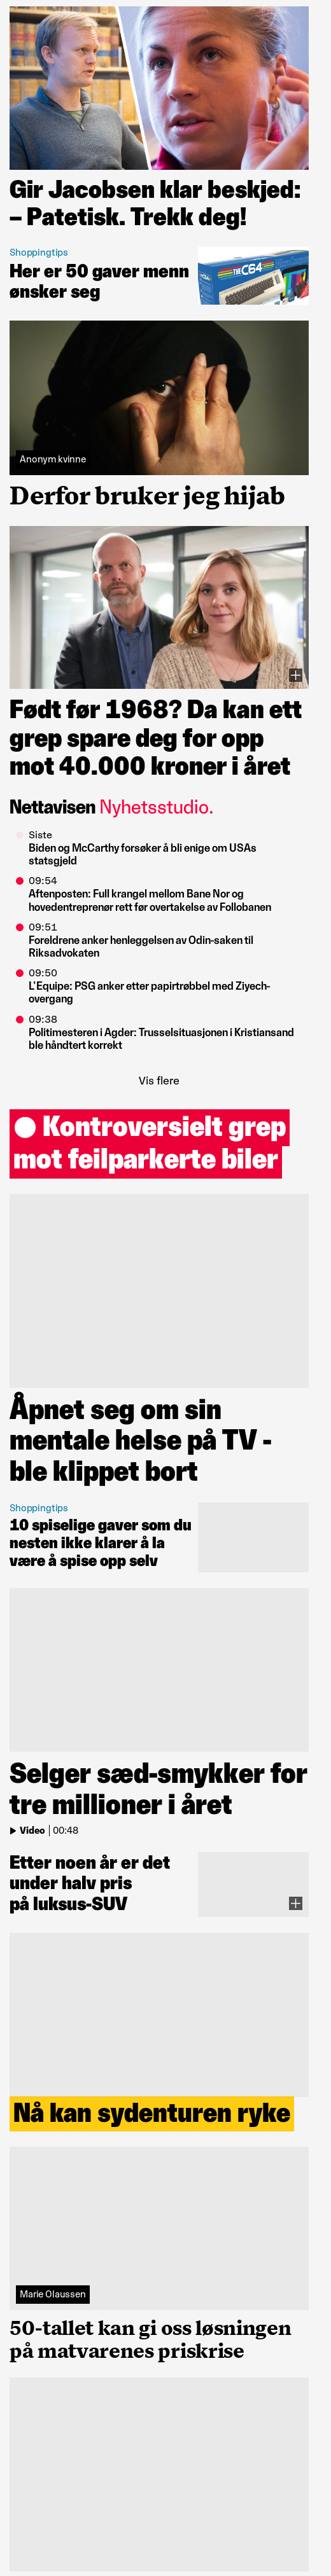 Gir Jacobsen klar beskjed:
– Patetisk. Trekk deg!
Shoppingtips
Her er 50 gaver menn
ønsker seg
THEC64
Anonym kvinne
Derfor bruker jeg hijab
Født før 1968? Da kan ett
grep spare deg for opp
mot 40.000 kroner i året
Nettavisen Nyhetsstudio.
Siste
Biden og McCarthy forsøker å bli enige om USAs
statsgjeld
09:54
Aftenposten: Full krangel mellom Bane Nor og
hovedentreprenør rett før overtakelse av Follobanen
09:51
Foreldrene anker henleggelsen av Odin-saken til
Riksadvokaten
09:50
L'Equipe: PSG anker etter papirtrøbbel med Ziyech-
overgang
09:38
Politimesteren i Agder: Trusselsituasjonen i Kristiansand
ble håndtert korrekt
Vis flere
● Kontroversielt grep
mot feilparkerte biler
Åpnet seg om sin
mentale helse på TV -
ble klippet bort
Shoppingtips
10 spiselige gaver som du
nesten ikke klarer å la
være å spise opp selv
Selger sæd-smykker for
tre millioner i året
Video | 00:48
Etter noen år er det
under halv pris
på luksus-SUV
Nå kan sydenturen ryke
Marie Olaussen
50-tallet kan gi oss løsningen
på matvarenes priskrise